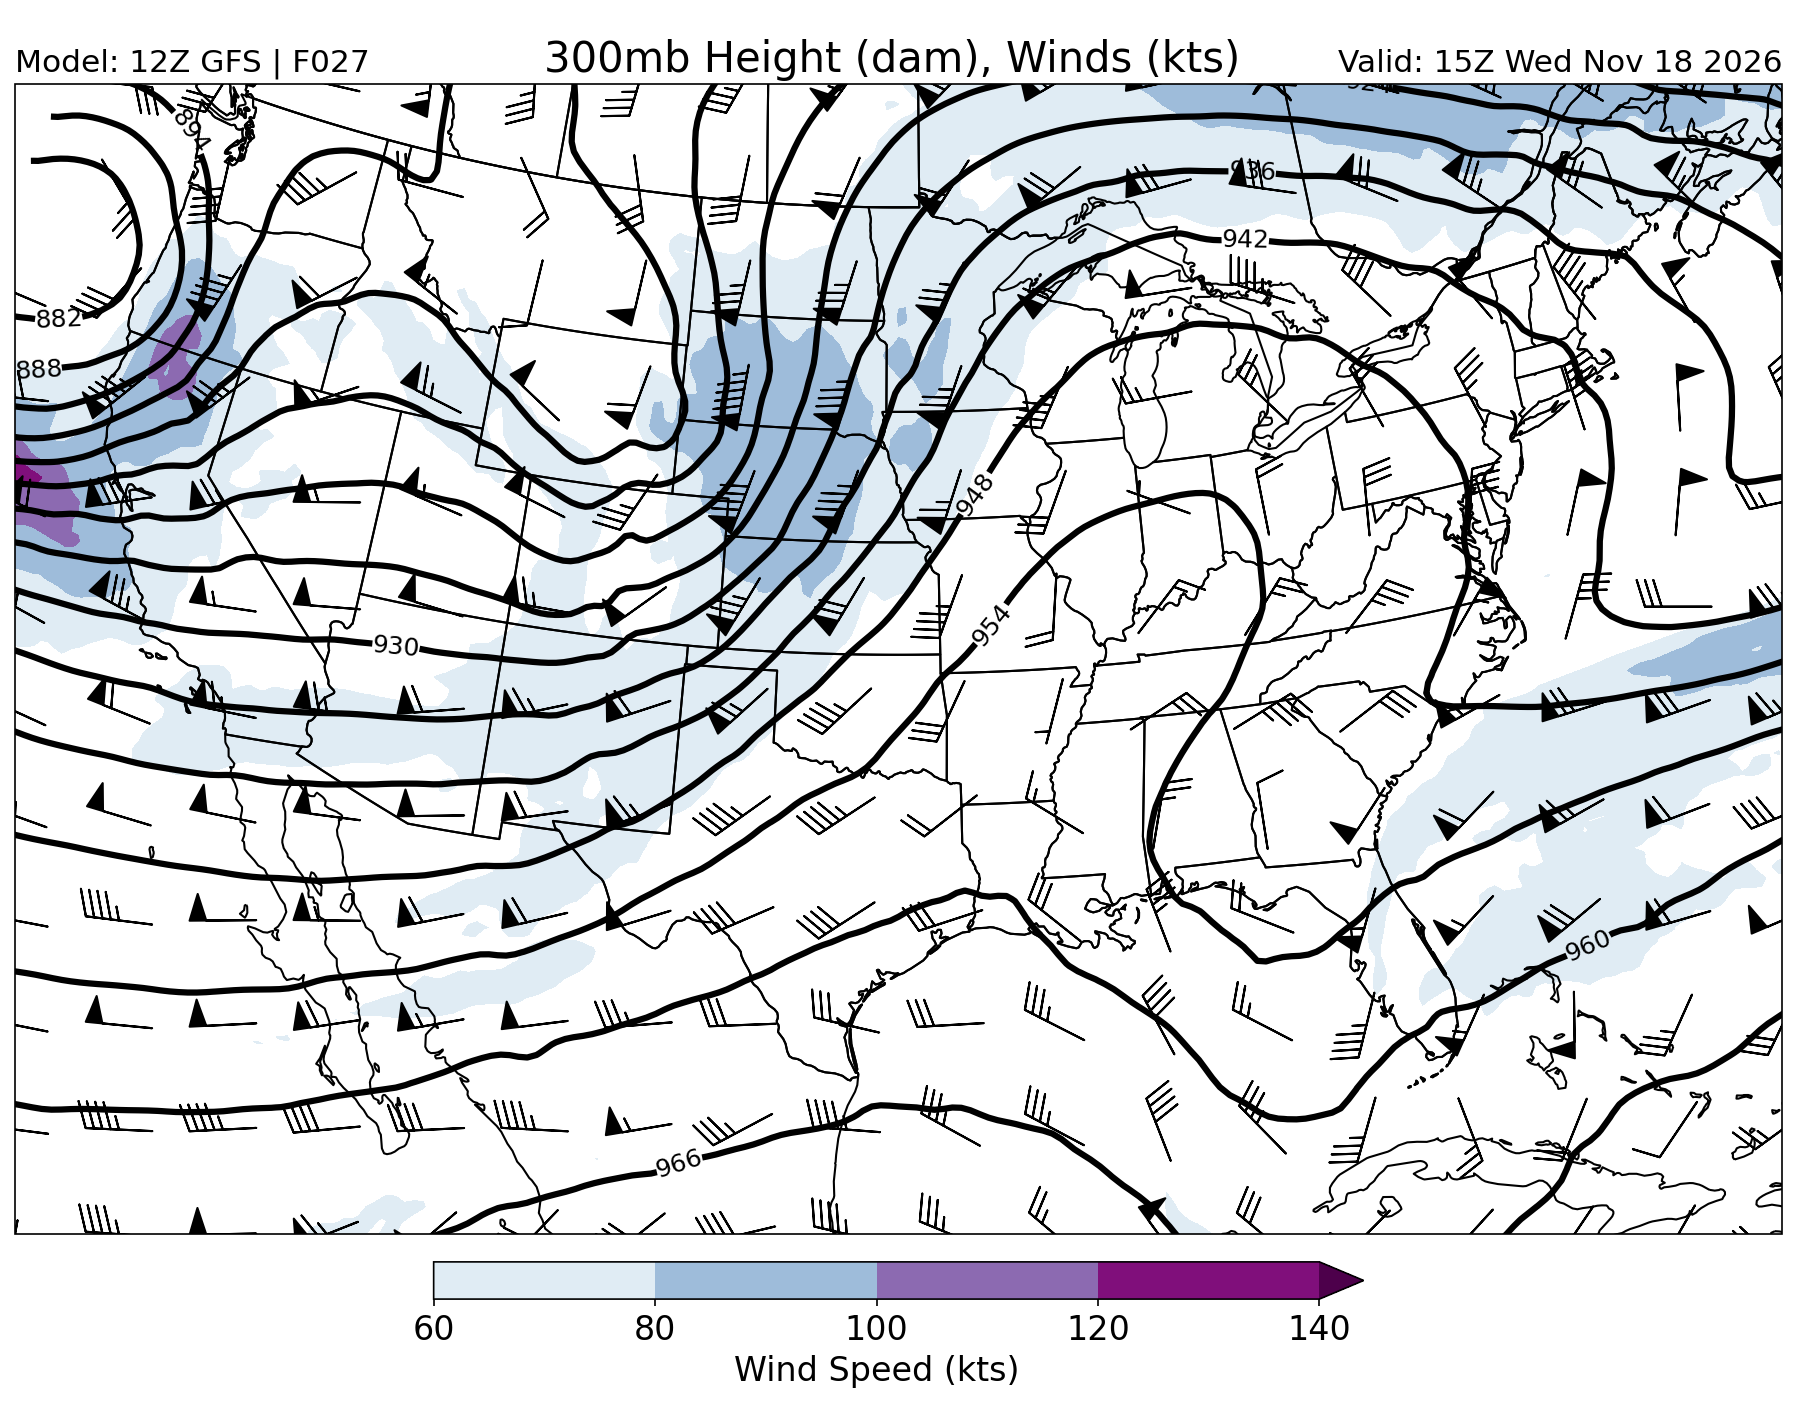 Model: 12Z GFS | F027
300mb Height (dam), Winds (kts)
Valid: 15Z Wed Nov 18 2026
894
936
942
882
888
948
954
930
960
966
60 80 100 120 140
Wind Speed (kts)